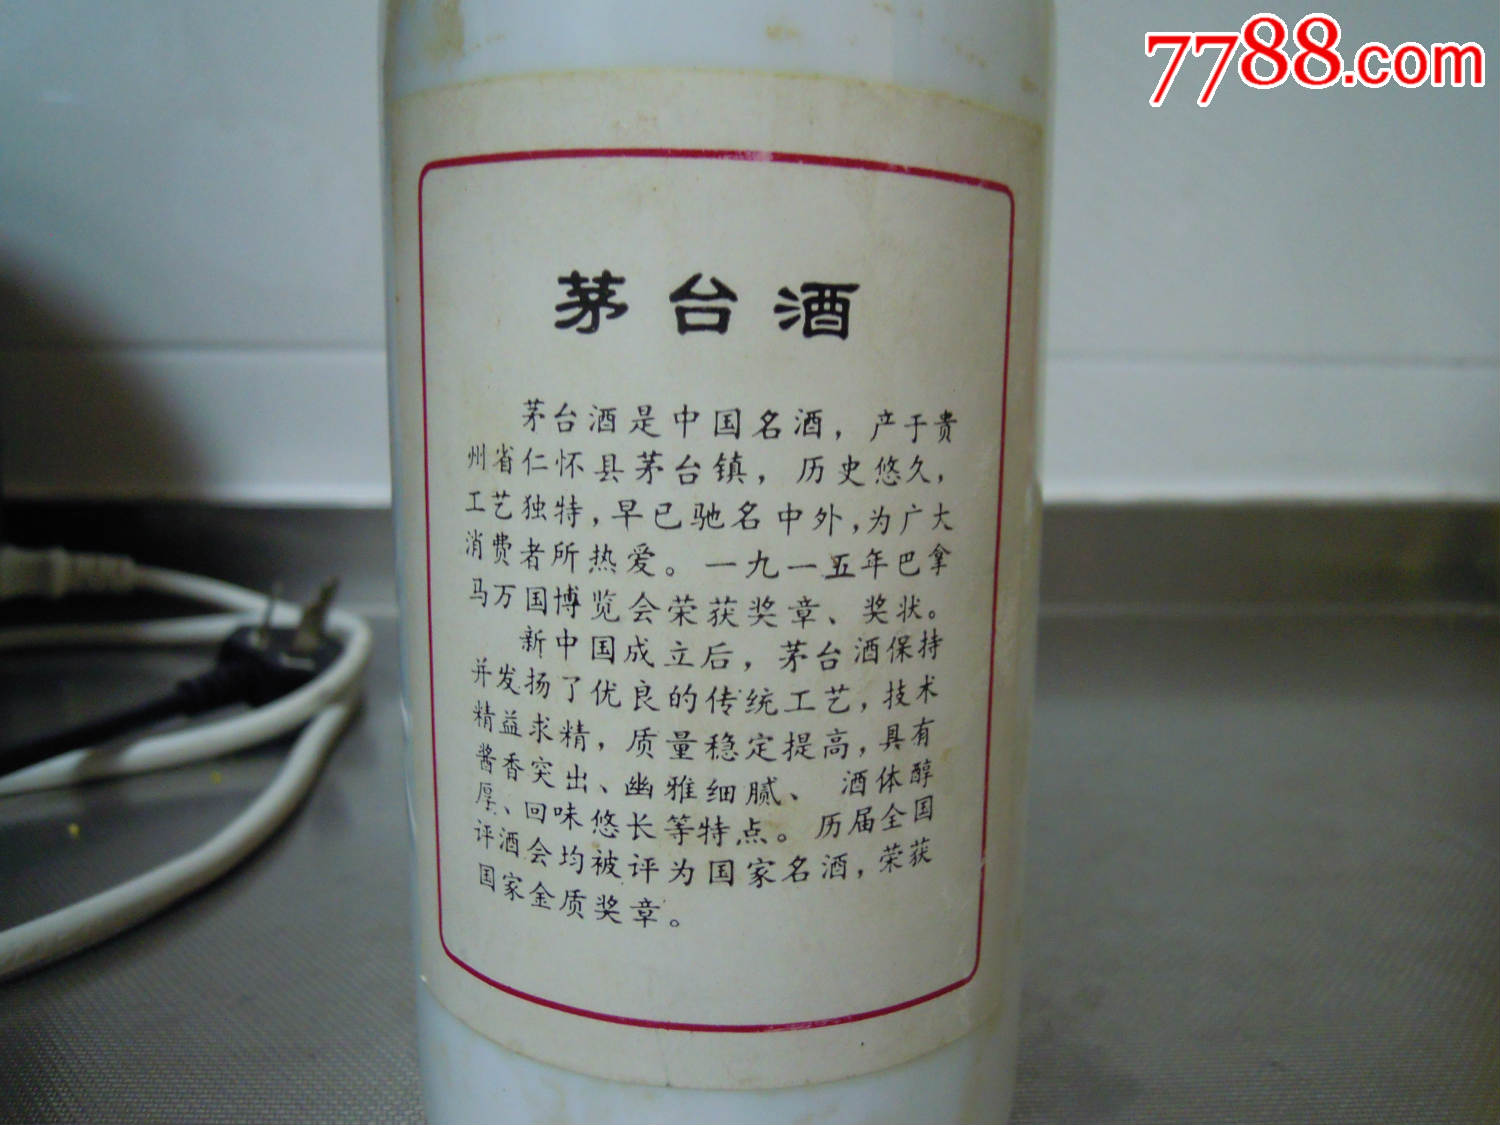 7788.com
茅台酒
茅台酒是中国名酒，产于贵
州省仁怀县茅台镇，历史悠久，
工艺独特，早已驰名中外，为广大
消费者所热爱。一九一五年巴拿
马万国博览会荣获奖章、奖状。
新中国成立后，茅台酒保持
并发扬了优良的传统工艺，技术
精益求精，质量稳定提高，具有
酱香突出、幽雅细腻、酒体醇
厚、回味悠长等特点。历届全国
评酒会均被评为国家名酒，荣获
国家金质奖章。